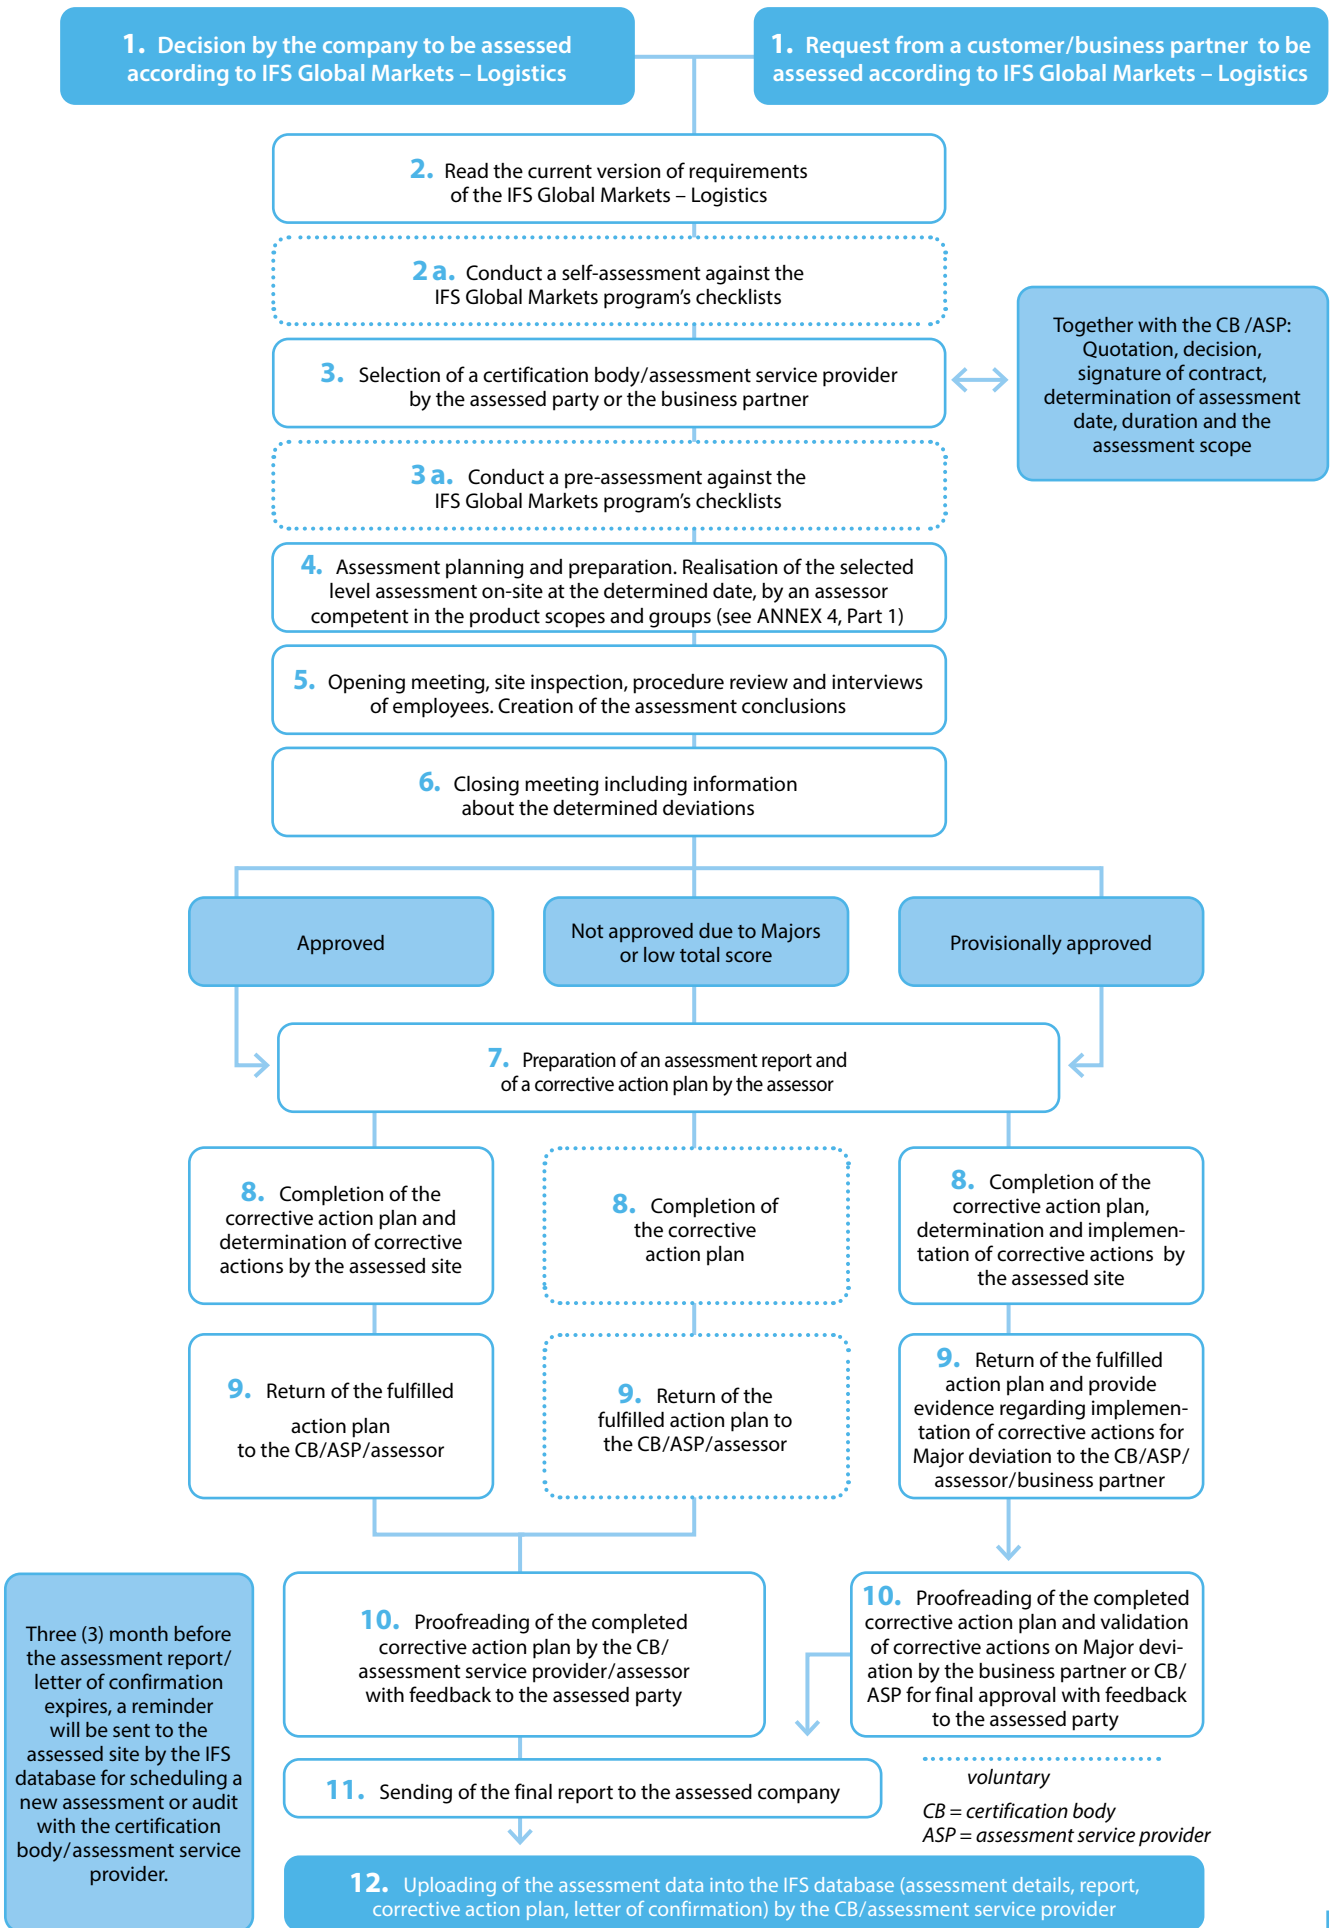 1. Decision by the company to be assessed
according to IFS Global Markets – Logistics
1. Request from a customer/business partner to be
assessed according to IFS Global Markets – Logistics
2. Read the current version of requirements
of the IFS Global Markets – Logistics
2 a. Conduct a self-assessment against the
IFS Global Markets program's checklists
3. Selection of a certification body/assessment service provider
by the assessed party or the business partner
Together with the CB /ASP:
Quotation, decision,
signature of contract,
determination of assessment
date, duration and the
assessment scope
3 a. Conduct a pre-assessment against the
IFS Global Markets program's checklists
4. Assessment planning and preparation. Realisation of the selected
level assessment on-site at the determined date, by an assessor
competent in the product scopes and groups (see ANNEX 4, Part 1)
5. Opening meeting, site inspection, procedure review and interviews
of employees. Creation of the assessment conclusions
6. Closing meeting including information
about the determined deviations
Approved
Not approved due to Majors
or low total score
Provisionally approved
7. Preparation of an assessment report and
of a corrective action plan by the assessor
8. Completion of the
corrective action plan and
determination of corrective
actions by the assessed site
8. Completion of
the corrective
action plan
8. Completion of the
corrective action plan,
determination and implemen-
tation of corrective actions by
the assessed site
9. Return of the fulfilled
action plan
to the CB/ASP/assessor
9. Return of the
fulfilled action plan to
the CB/ASP/assessor
9. Return of the fulfilled
action plan and provide
evidence regarding implemen-
tation of corrective actions for
Major deviation to the CB/ASP/
assessor/business partner
Three (3) month before
the assessment report/
letter of confirmation
expires, a reminder
will be sent to the
assessed site by the IFS
database for scheduling a
new assessment or audit
with the certification
body/assessment service
provider.
10. Proofreading of the completed
corrective action plan by the CB/
assessment service provider/assessor
with feedback to the assessed party
10. Proofreading of the completed
corrective action plan and validation
of corrective actions on Major devi-
ation by the business partner or CB/
ASP for final approval with feedback
to the assessed party
11. Sending of the final report to the assessed company
voluntary
CB = certification body
ASP = assessment service provider
12. Uploading of the assessment data into the IFS database (assessment details, report,
corrective action plan, letter of confirmation) by the CB/assessment service provider